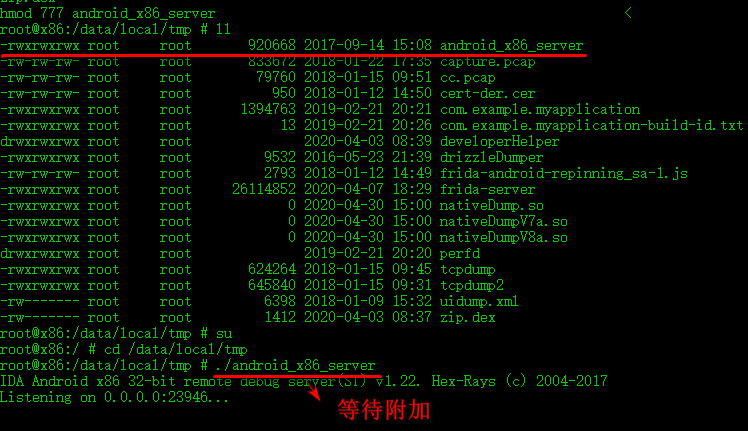 zip.dex
hmod 777 android_x86_server
root@x86:/data/local/tmp # ll
-rwxrwxrwx root root 920668 2017-09-14 15:08 android_x86_server
-rw-rw-rw- root root 833672 2018-01-22 17:35 capture.pcap
-rw-rw-rw- root root 79760 2018-01-15 09:51 cc.pcap
-rw-rw-rw- root root 950 2018-01-12 14:50 cert-der.cer
-rwxrwxrwx root root 1394763 2019-02-21 20:21 com.example.myapplication
-rw-rw-rw- root root 13 2019-02-21 20:26 com.example.myapplication-build-id.txt
drwxrwxrwx root root 2020-04-03 08:39 developerHelper
-rwxrwxrwx root root 9532 2016-05-23 21:39 drizzleDumper
-rw-rw-rw- root root 2793 2018-01-12 14:49 frida-android-repinning_sa-1.js
-rwxrwxrwx root root 26114852 2020-04-07 18:29 frida-server
-rwxrwxrwx root root 0 2020-04-30 15:00 nativeDump.so
-rwxrwxrwx root root 0 2020-04-30 15:00 nativeDumpV7a.so
-rwxrwxrwx root root 0 2020-04-30 15:00 nativeDumpV8a.so
drwxrwxrwx root root 2019-02-21 20:20 perfd
-rwxrwxrwx root root 624264 2018-01-15 09:45 tcpdump
-rwxrwxrwx root root 645840 2018-01-15 09:31 tcpdump2
-rw------- root root 6398 2018-01-09 15:32 uidump.xml
-rw------- root root 1412 2020-04-03 08:37 zip.dex
root@x86:/data/local/tmp # su
root@x86:/ # cd /data/local/tmp
root@x86:/data/local/tmp # ./android_x86_server
IDA Android x86 32-bit remote debug server(ST) v1.22. Hex-Rays (c) 2004-2017
Listening on 0.0.0.0:23946...
等待附加